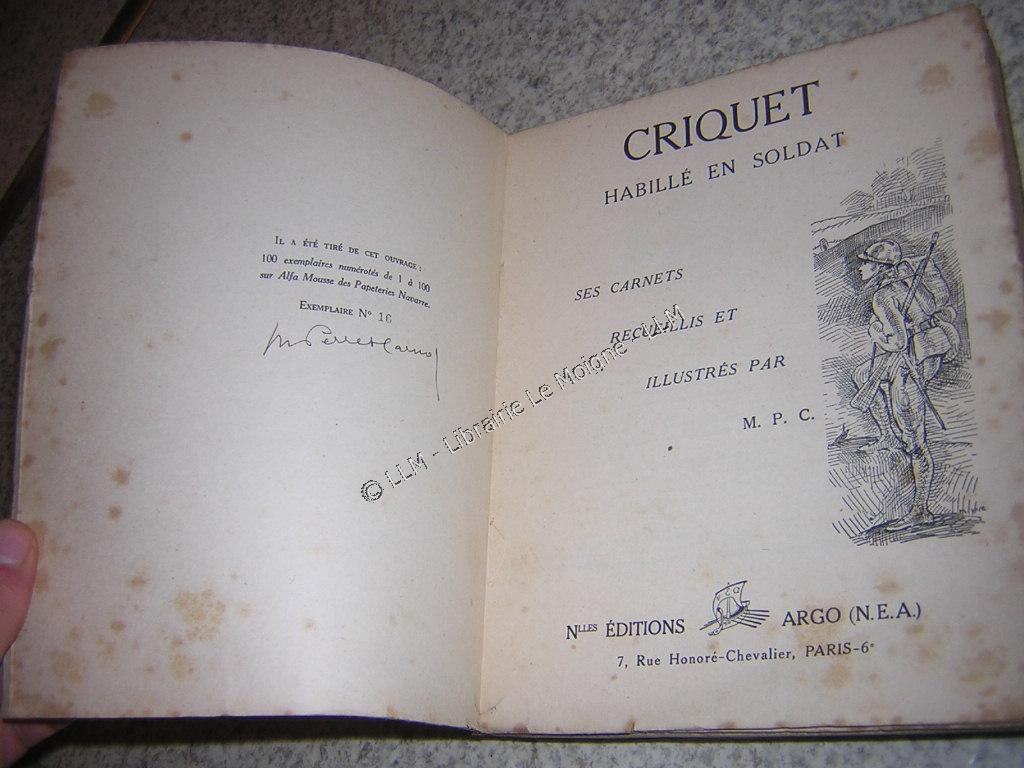 IL A ÉTÉ TIRÉ DE CET OUVRAGE :
100 exemplaires numérotés de 1 à 100
sur Alfa Mousse des Papeteries Navarre.
EXEMPLAIRE Nº 16
CRIQUET
HABILLÉ EN SOLDAT
SES CARNETS
RECUEILLIS ET
ILLUSTRÉS PAR
M. P. C.
NLLES ÉDITIONS ARGO (N.E.A.)
7, Rue Honoré-Chevalier, PARIS-6e
© LLM - Librairie Le Moigne - LLM